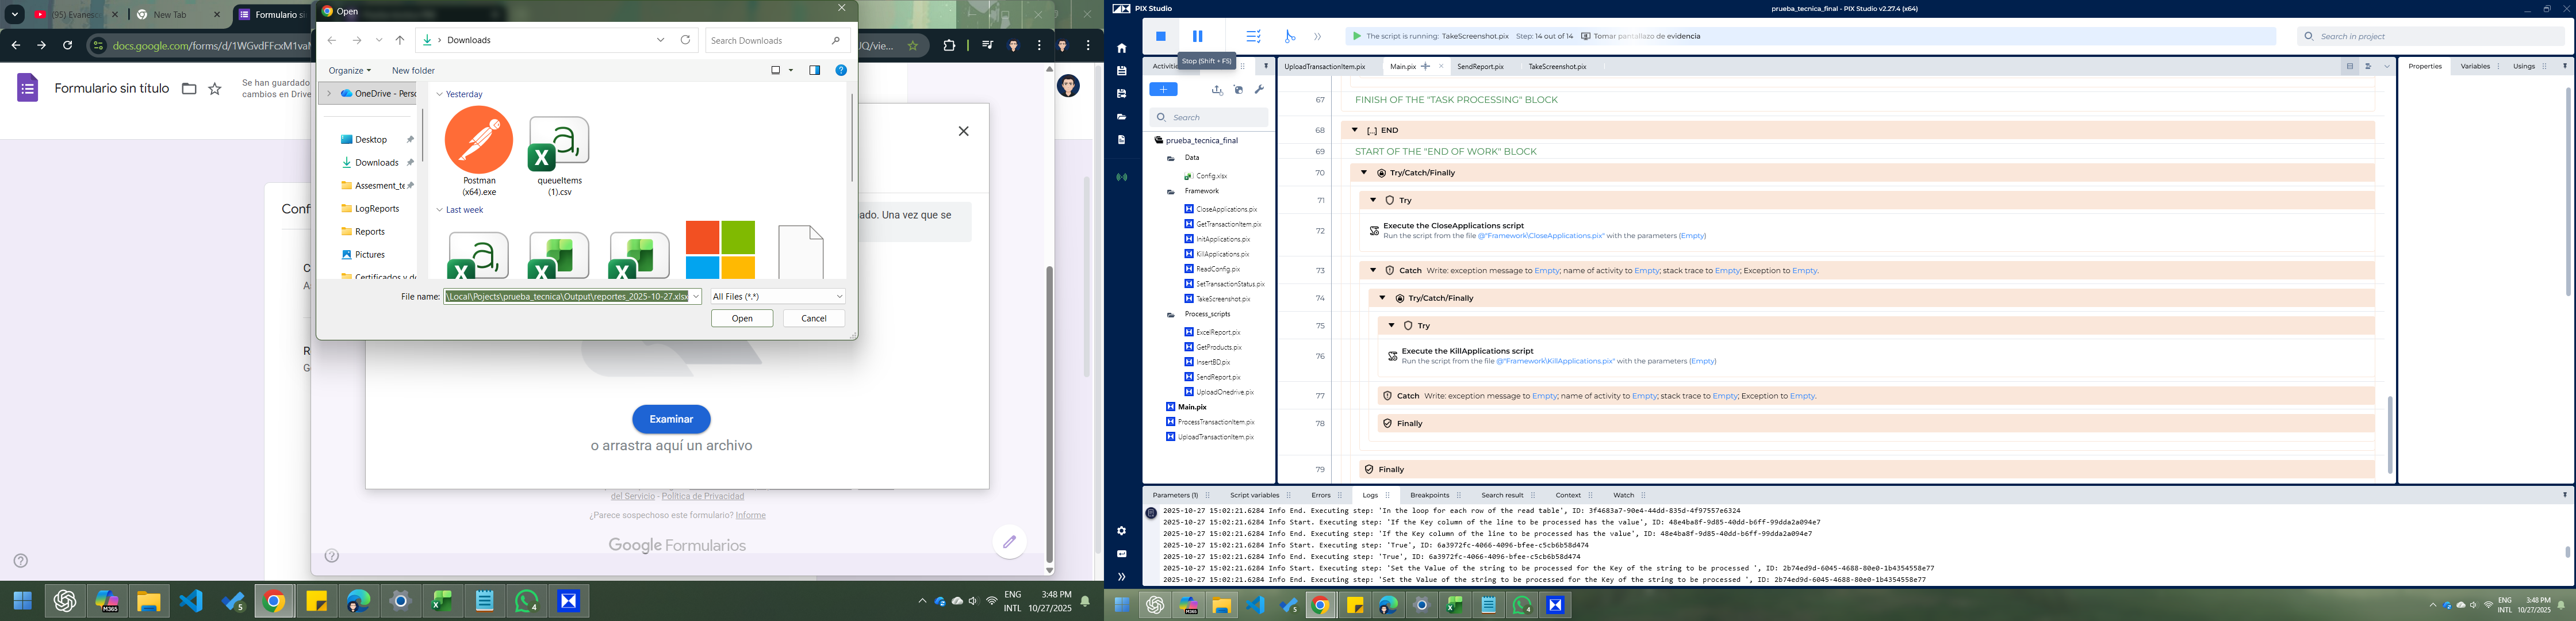 (95) Evanesc
New Tab
Formulario si
docs.google.com/forms/d/1WGvdFFcxM1vaM
UQ/vie...
Formulario sin título
Se han guardado
cambios en Drive
Open
Downloads
Search Downloads
Organize
New folder
OneDrive - Perso
Desktop
Downloads
Assesment_te
LogReports
Reports
Pictures
Certificados y de
Yesterday
Postman
(x64).exe
queueItems
(1).csv
Last week
File name:
\Local\Pojects\prueba_tecnica\Output\reportes_2025-10-27.xlsx
All Files (*.*)
Open
Cancel
ado. Una vez que se
Examinar
o arrastra aquí un archivo
del Servicio - Política de Privacidad
¿Parece sospechoso este formulario? Informe
Google Formularios
ENG
INTL
3:48 PM
10/27/2025
PIX Studio
prueba_tecnica_final - PIX Studio v2.27.4 (x64)
The script is running: TakeScreenshot.pix Step: 14 out of 14 Tomar pantallazo de evidencia
Search in project
Stop (Shift + F5)
Activities
UploadTransactionItem.pix
Main.pix
SendReport.pix
TakeScreenshot.pix
Properties
Variables
Usings
Search
prueba_tecnica_final
Data
Config.xlsx
Framework
CloseApplications.pix
GetTransactionItem.pix
InitApplications.pix
KillApplications.pix
ReadConfig.pix
SetTransactionStatus.pix
TakeScreenshot.pix
Process_scripts
ExcelReport.pix
GetProducts.pix
InsertBD.pix
SendReport.pix
UploadOnedrive.pix
Main.pix
ProcessTransactionItem.pix
UploadTransactionItem.pix
67 FINISH OF THE "TASK PROCESSING" BLOCK
68 [...] END
69 START OF THE "END OF WORK" BLOCK
70 Try/Catch/Finally
71 Try
72 Execute the CloseApplications script
Run the script from the file @"Framework\CloseApplications.pix" with the parameters (Empty)
73 Catch Write: exception message to Empty; name of activity to Empty; stack trace to Empty; Exception to Empty.
74 Try/Catch/Finally
75 Try
76 Execute the KillApplications script
Run the script from the file @"Framework\KillApplications.pix" with the parameters (Empty)
77 Catch Write: exception message to Empty; name of activity to Empty; stack trace to Empty; Exception to Empty.
78 Finally
79 Finally
Parameters (1)
Script variables
Errors
Logs
Breakpoints
Search result
Context
Watch
2025-10-27 15:02:21.6284 Info End. Executing step: 'In the loop for each row of the read table', ID: 3f4683a7-90e4-44dd-835d-4f97557e6324
2025-10-27 15:02:21.6284 Info Start. Executing step: 'If the Key column of the line to be processed has the value', ID: 48e4ba8f-9d85-40dd-b6ff-99dda2a094e7
2025-10-27 15:02:21.6284 Info End. Executing step: 'If the Key column of the line to be processed has the value', ID: 48e4ba8f-9d85-40dd-b6ff-99dda2a094e7
2025-10-27 15:02:21.6284 Info Start. Executing step: 'True', ID: 6a3972fc-4066-4096-bfee-c5cb6b58d474
2025-10-27 15:02:21.6284 Info End. Executing step: 'True', ID: 6a3972fc-4066-4096-bfee-c5cb6b58d474
2025-10-27 15:02:21.6284 Info Start. Executing step: 'Set the Value of the string to be processed for the Key of the string to be processed ', ID: 2b74ed9d-6045-4688-80e0-1b4354558e77
2025-10-27 15:02:21.6284 Info End. Executing step: 'Set the Value of the string to be processed for the Key of the string to be processed ', ID: 2b74ed9d-6045-4688-80e0-1b4354558e77
ENG
INTL
3:48 PM
10/27/2025